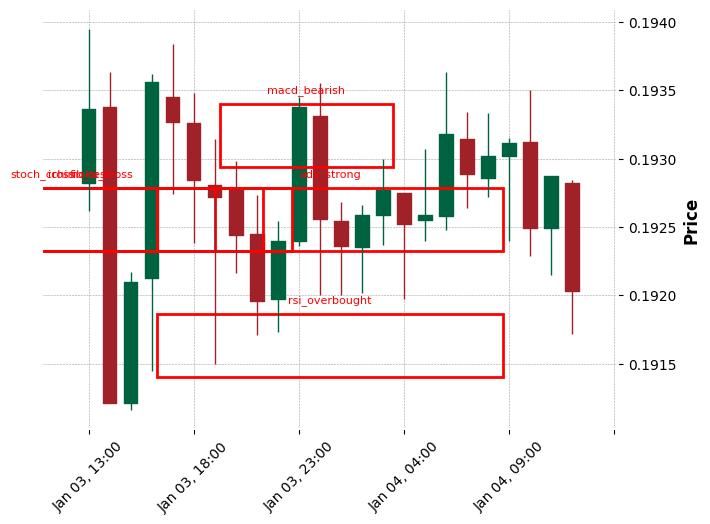 0.1940
0.1935
macd_bearish
0.1930
adx_strong
0.1925
Price
0.1920
rsi_overbought
0.1915
Jan 03, 13:00
Jan 03, 18:00
Jan 03, 23:00
Jan 04, 04:00
Jan 04, 09:00